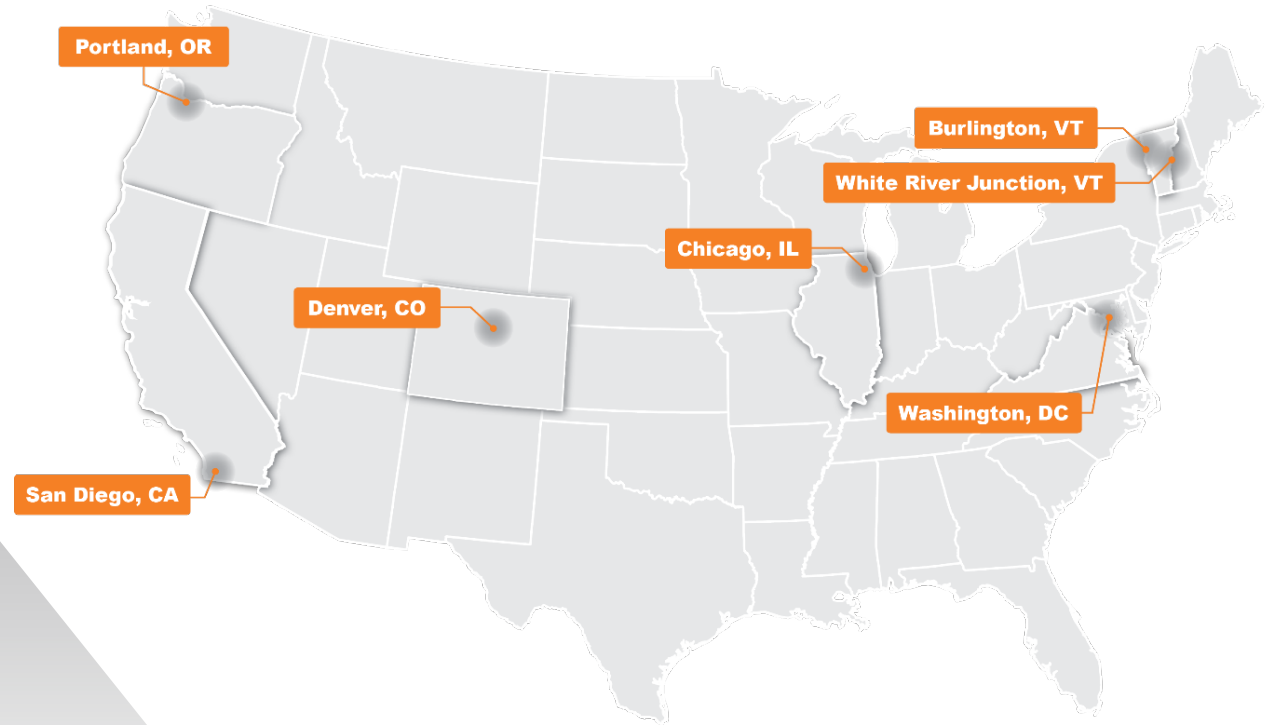 Portland, OR
Burlington, VT
White River Junction, VT
Chicago, IL
Denver, CO
Washington, DC
San Diego, CA